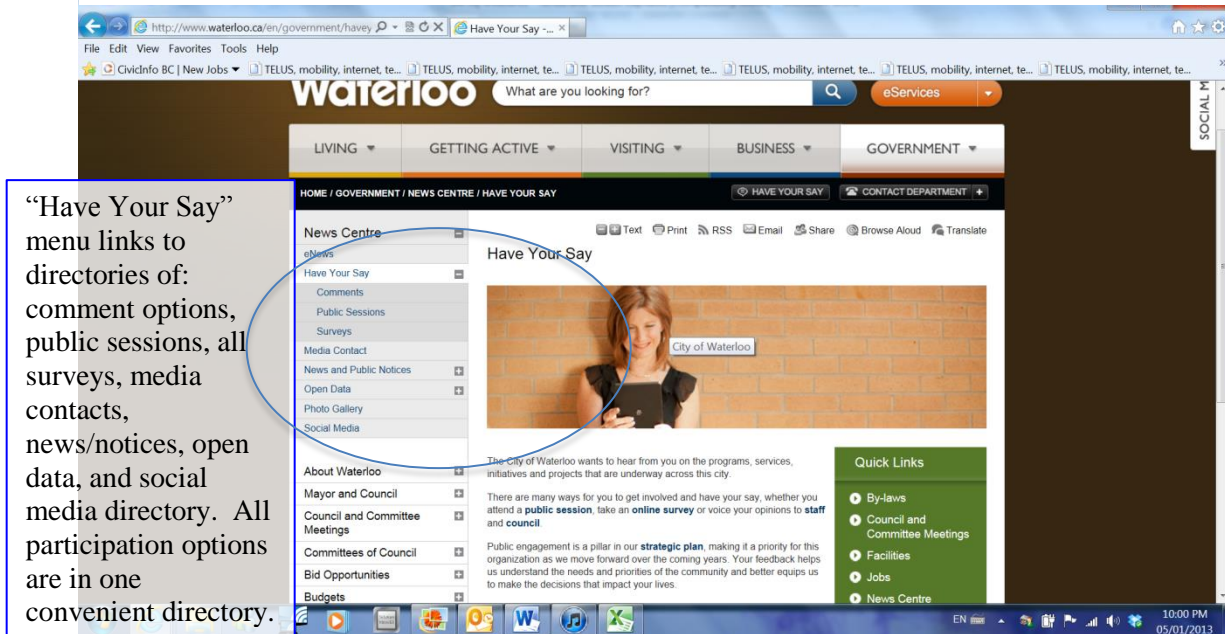 http://www.waterloo.ca/en/government/havey
Have Your Say -...
File Edit View Favorites Tools Help
CivicInfo BC | New Jobs TELUS, mobility, internet, te... TELUS, mobility, internet, te... TELUS, mobility, internet, te... TELUS, mobility, internet, te... TELUS, mobility, internet, te... TELUS, mobility, internet, te...
Waterloo
What are you looking for?
eServices
SOCIAL M
LIVING GETTING ACTIVE VISITING BUSINESS GOVERNMENT
HOME / GOVERNMENT / NEWS CENTRE / HAVE YOUR SAY
HAVE YOUR SAY
CONTACT DEPARTMENT +
“Have Your Say”
menu links to
directories of:
comment options,
public sessions, all
surveys, media
contacts,
news/notices, open
data, and social
media directory. All
participation options
are in one
convenient directory.
News Centre
eNews
Have Your Say
Comments
Public Sessions
Surveys
Media Contact
News and Public Notices
Open Data
Photo Gallery
Social Media
About Waterloo
Mayor and Council
Council and Committee
Meetings
Committees of Council
Bid Opportunities
Budgets
Text Print RSS Email Share Browse Aloud Translate
Have Your Say
City of Waterloo
The City of Waterloo wants to hear from you on the programs, services,
initiatives and projects that are underway across this city.
There are many ways for you to get involved and have your say, whether you
attend a public session, take an online survey or voice your opinions to staff
and council.
Public engagement is a pillar in our strategic plan, making it a priority for this
organization as we move forward over the coming years. Your feedback helps
us understand the needs and priorities of the community and better equips us
to make the decisions that impact your lives.
Quick Links
By-laws
Council and
Committee Meetings
Facilities
Jobs
News Centre
EN
10:00 PM
05/01/2013